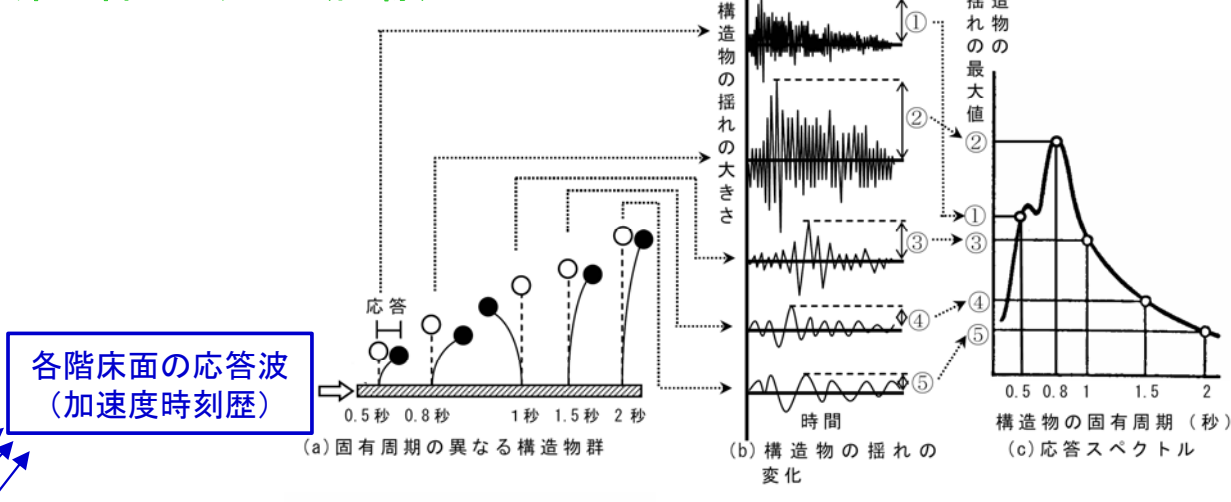 応答
各階床面の応答波
(加速度時刻歴)
0.5秒 0.8秒 1秒 1.5秒 2秒
(a)固有周期の異なる構造物群
構造物の揺れの大きさ
①
②
③
④
⑤
時間
(b)構造物の揺れの
変化
造物の
揺れの最大値
②
①
③
④
⑤
0.5 0.8 1 1.5 2
構造物の固有周期(秒)
(c)応答スペクトル